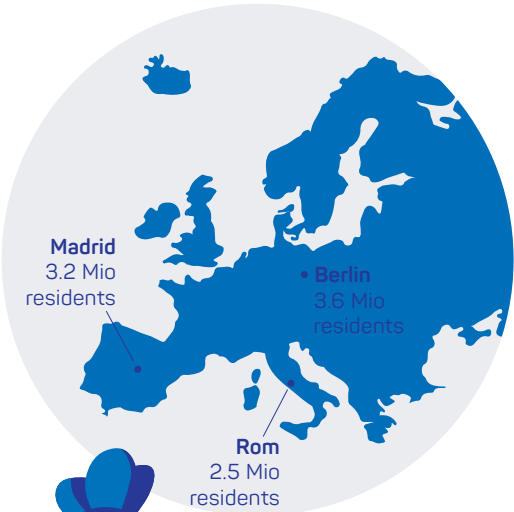 Madrid
3.2 Mio
residents
Berlin
3.6 Mio
residents
Rom
2.5 Mio
residents